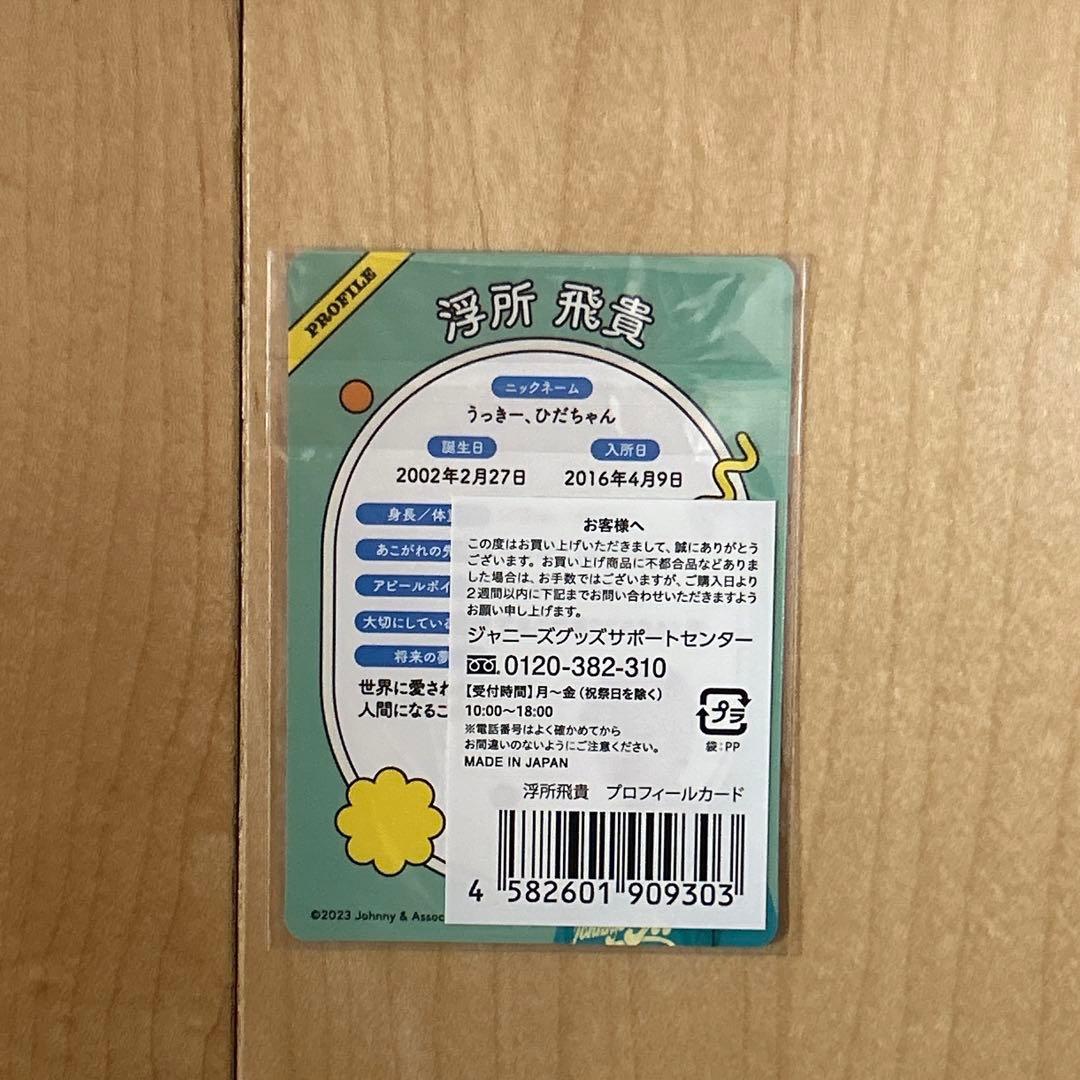 PROFILE
浮所 飛貴
ニックネーム
うっきー、ひだちゃん
誕生日 入所日
2002年2月27日 2016年4月9日
身長／体
あこがれの
アピールポイ
大切にしている
将来の夢
世界に愛され
人間になるこ
お客様へ
この度はお買い上げいただきまして、誠にありがとう
ございます。お買い上げ商品に不都合品などありま
した場合は、お手数ではございますが、ご購入日より
2週間以内に下記までお問い合わせいただきますよう
お願い申し上げます。
ジャニーズグッズサポートセンター
0120-382-310
【受付時間】月〜金（祝祭日を除く）
10:00〜18:00
※電話番号はよく確かめてから
お間違いのないようにご注意ください。
MADE IN JAPAN
プラ
袋：PP
浮所飛貴 プロフィールカード
4 582601 909303
©2023 Johnny & Assoc